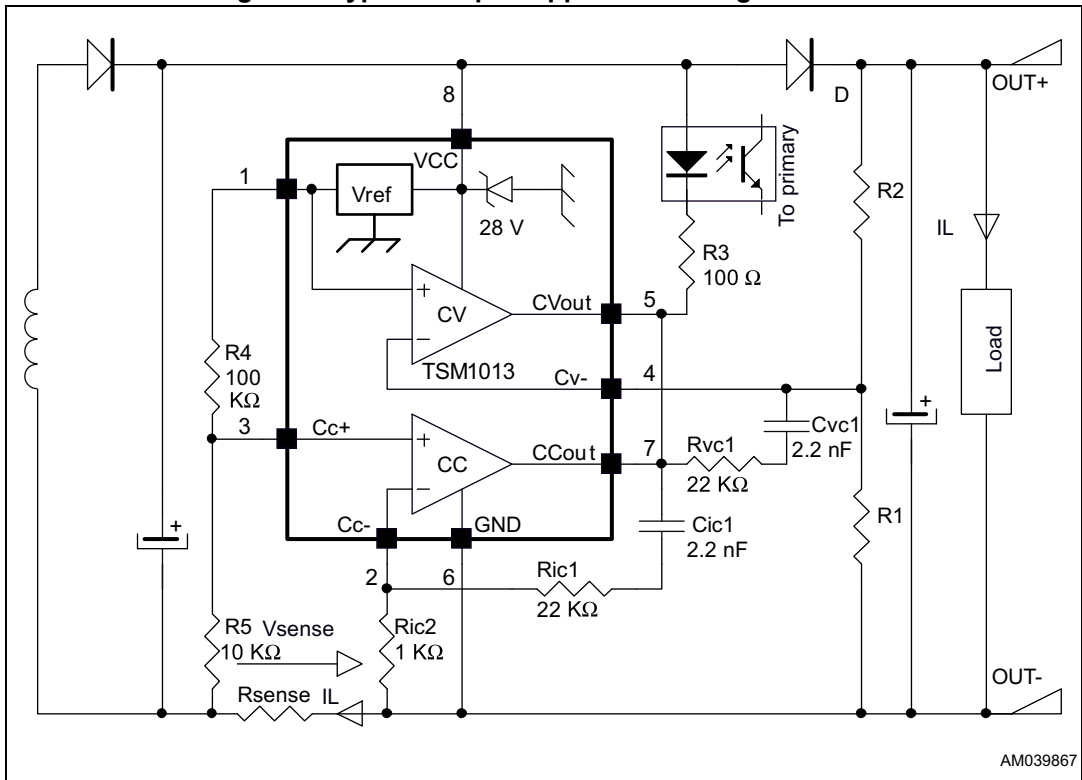 8
D
OUT+
1
VCC
Vref
28 V
To primary
R2
IL
R3
100 Ω
CV
CVout
5
TSM1013
Cv-
4
Load
R4
100
KΩ
3
Cc+
CC
CCout
7
Rvc1
22 KΩ
Cvc1
2.2 nF
Cc-
GND
Cic1
2.2 nF
R1
2
6
Ric1
22 KΩ
R5
10 KΩ
Vsense
Ric2
1 KΩ
Rsense
IL
OUT-
AM039867